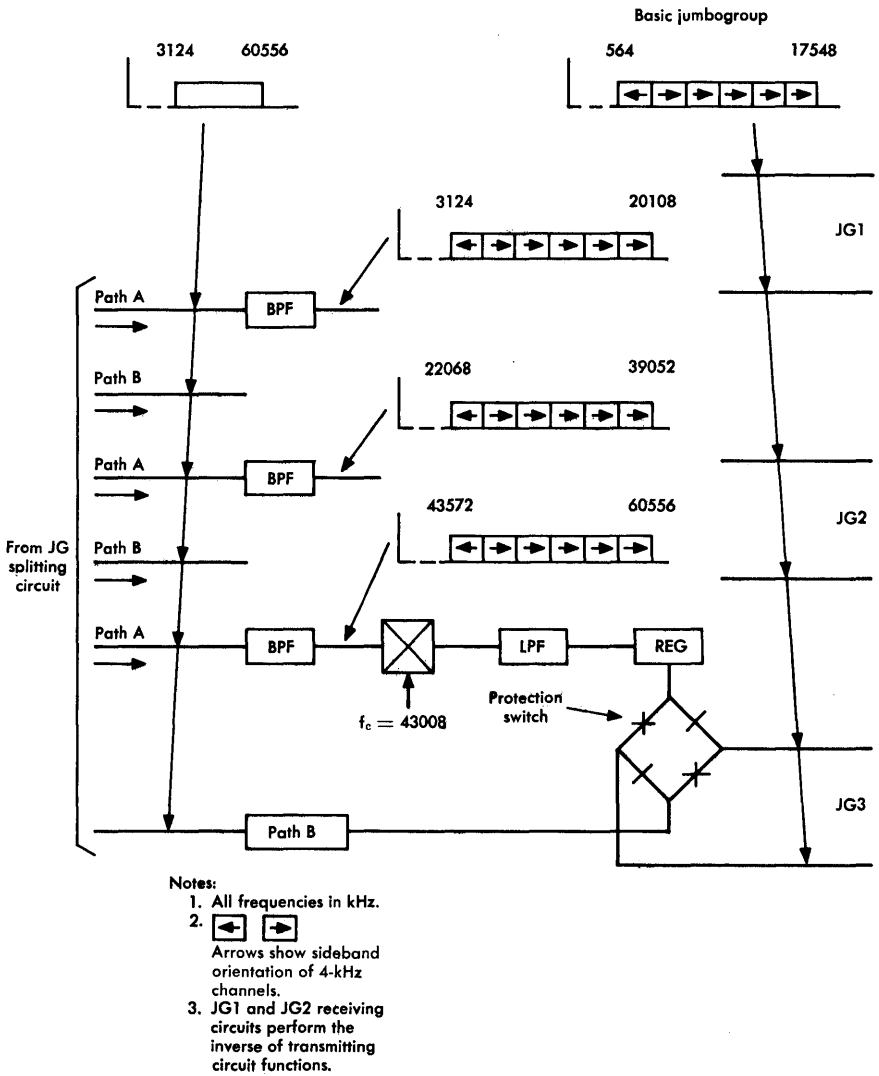 Basic jumbogroup
3124 60556
564 17548
3124 20108
JG1
Path A
BPF
Path B
22068 39052
Path A
BPF
JG2
43572 60556
Path B
From JG
splitting
circuit
Path A
BPF
LPF
REG
fc = 43008
Protection
switch
JG3
Path B
Notes:
1. All frequencies in kHz.
2. ← →
Arrows show sideband
orientation of 4-kHz
channels.
3. JG1 and JG2 receiving
circuits perform the
inverse of transmitting
circuit functions.